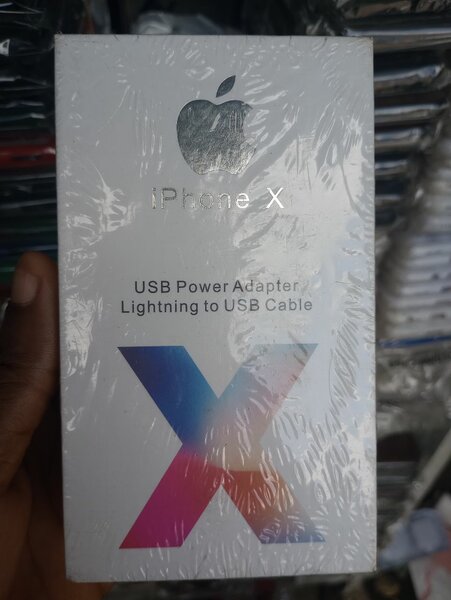 iPhone X
USB Power Adapter
Lightning to USB Cable
X